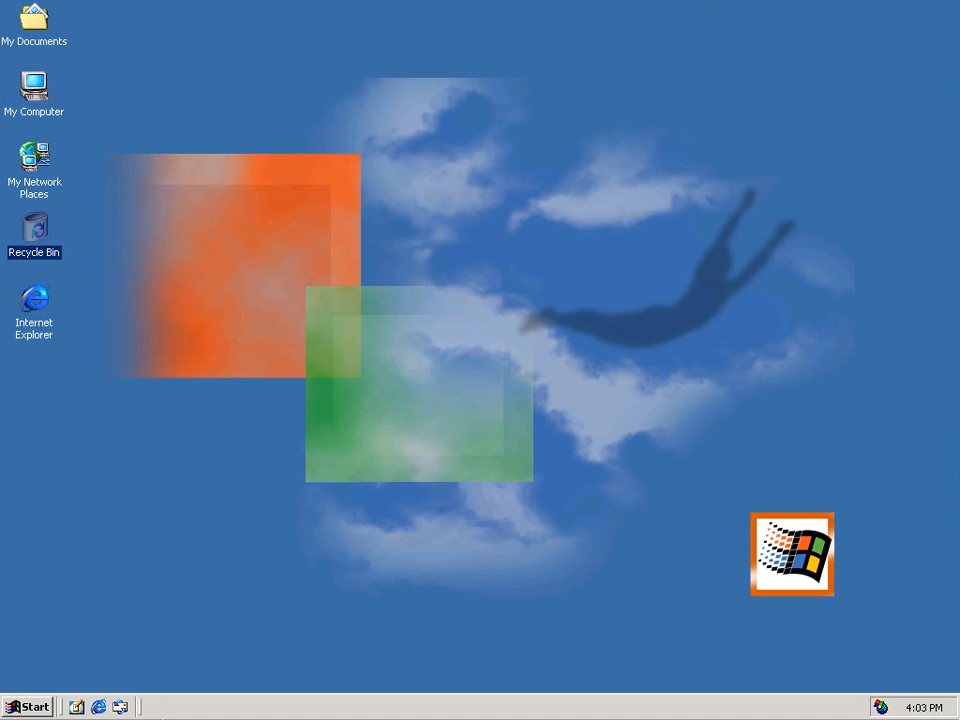 My Documents
My Computer
My Network
Places
Recycle Bin
Internet
Explorer
Start
4:03 PM